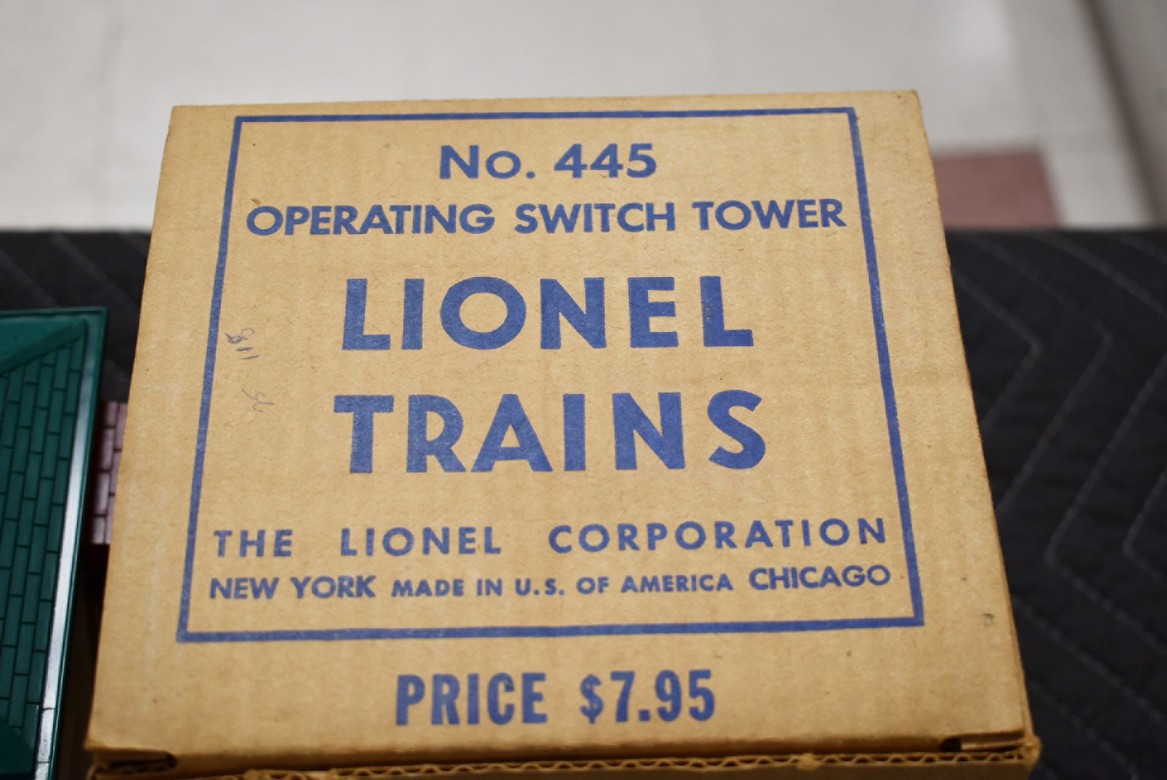 No. 445
OPERATING SWITCH TOWER
LIONEL
TRAINS
THE LIONEL CORPORATION
NEW YORK MADE IN U.S. OF AMERICA CHICAGO
PRICE $7.95